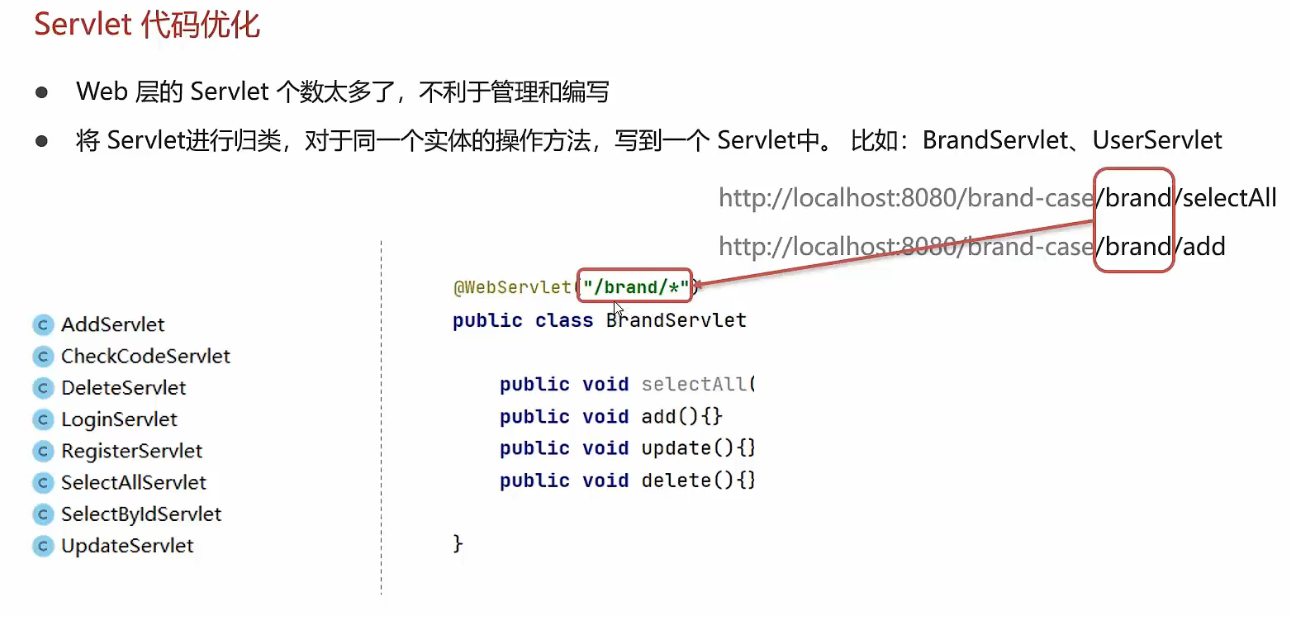 Servlet 代码优化
● Web 层的 Servlet 个数太多了，不利于管理和编写
● 将 Servlet进行归类，对于同一个实体的操作方法，写到一个 Servlet中。 比如：BrandServlet、UserServlet
http://localhost:8080/brand-case/brand/selectAll
http://localhost:8080/brand-case/brand/add
C AddServlet
C CheckCodeServlet
C DeleteServlet
C LoginServlet
C RegisterServlet
C SelectAllServlet
C SelectByIdServlet
C UpdateServlet
@WebServlet("/brand/*")
public class BrandServlet
public void selectAll(
public void add(){}
public void update(){}
public void delete(){}
}